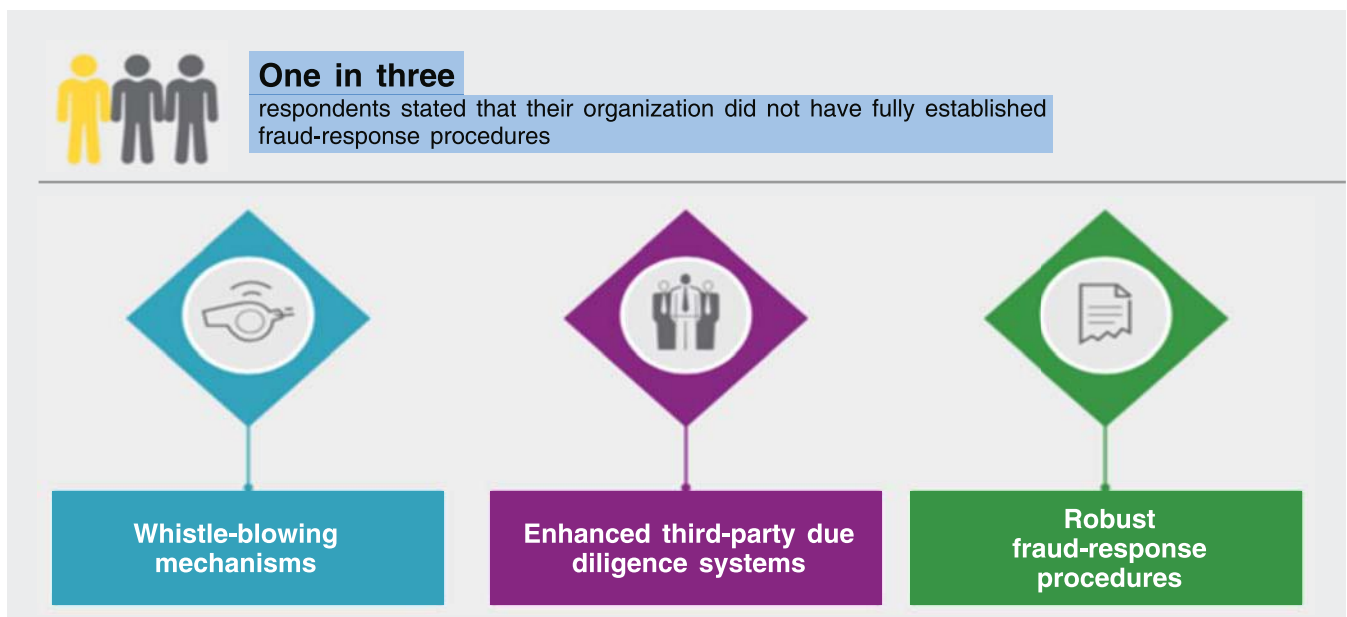 One in three
respondents stated that their organization did not have fully established
fraud-response procedures
Whistle-blowing
mechanisms
Enhanced third-party due
diligence systems
Robust
fraud-response
procedures